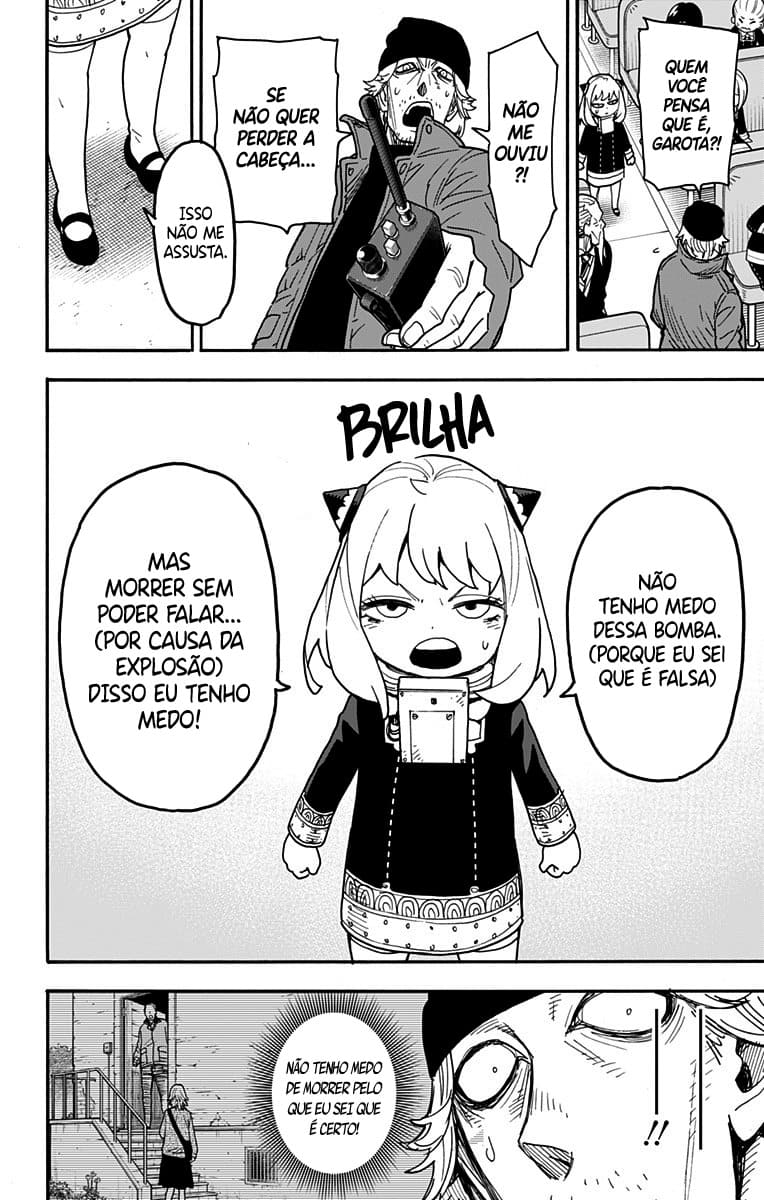 QUEM
VOCÊ
PENSA
QUE É,
GAROTA?!
NÃO
ME
OUVIU
?!
SE
NÃO QUER
PERDER A
CABEÇA...
ISSO
NÃO ME
ASSUSTA.
BRILHA
NÃO
TENHO MEDO
DESSA BOMBA.
(PORQUE EU SEI
QUE É FALSA)
MAS
MORRER SEM
PODER FALAR...
(POR CAUSA DA
EXPLOSÃO)
DISSO EU TENHO
MEDO!
!!
NÃO TENHO MEDO
DE MORRER PELO
QUE EU SEI QUE
É CERTO!